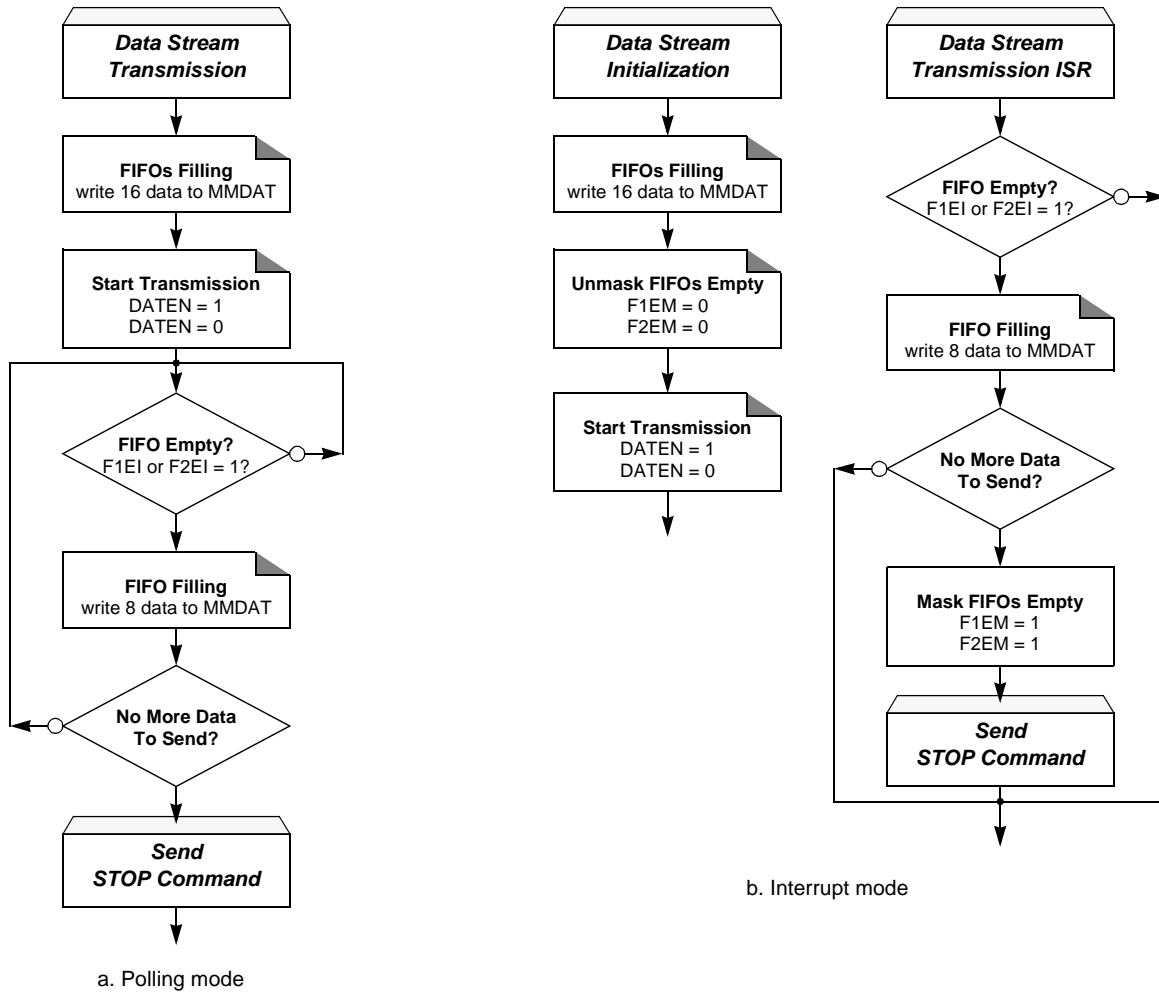 Data Stream
Transmission
FIFOs Filling
write 16 data to MMDAT
Start Transmission
DATEN = 1
DATEN = 0
FIFO Empty?
F1EI or F2EI = 1?
FIFO Filling
write 8 data to MMDAT
No More Data
To Send?
Send
STOP Command
a. Polling mode
Data Stream
Initialization
FIFOs Filling
write 16 data to MMDAT
Unmask FIFOs Empty
F1EM = 0
F2EM = 0
Start Transmission
DATEN = 1
DATEN = 0
Data Stream
Transmission ISR
FIFO Empty?
F1EI or F2EI = 1?
FIFO Filling
write 8 data to MMDAT
No More Data
To Send?
Mask FIFOs Empty
F1EM = 1
F2EM = 1
Send
STOP Command
b. Interrupt mode